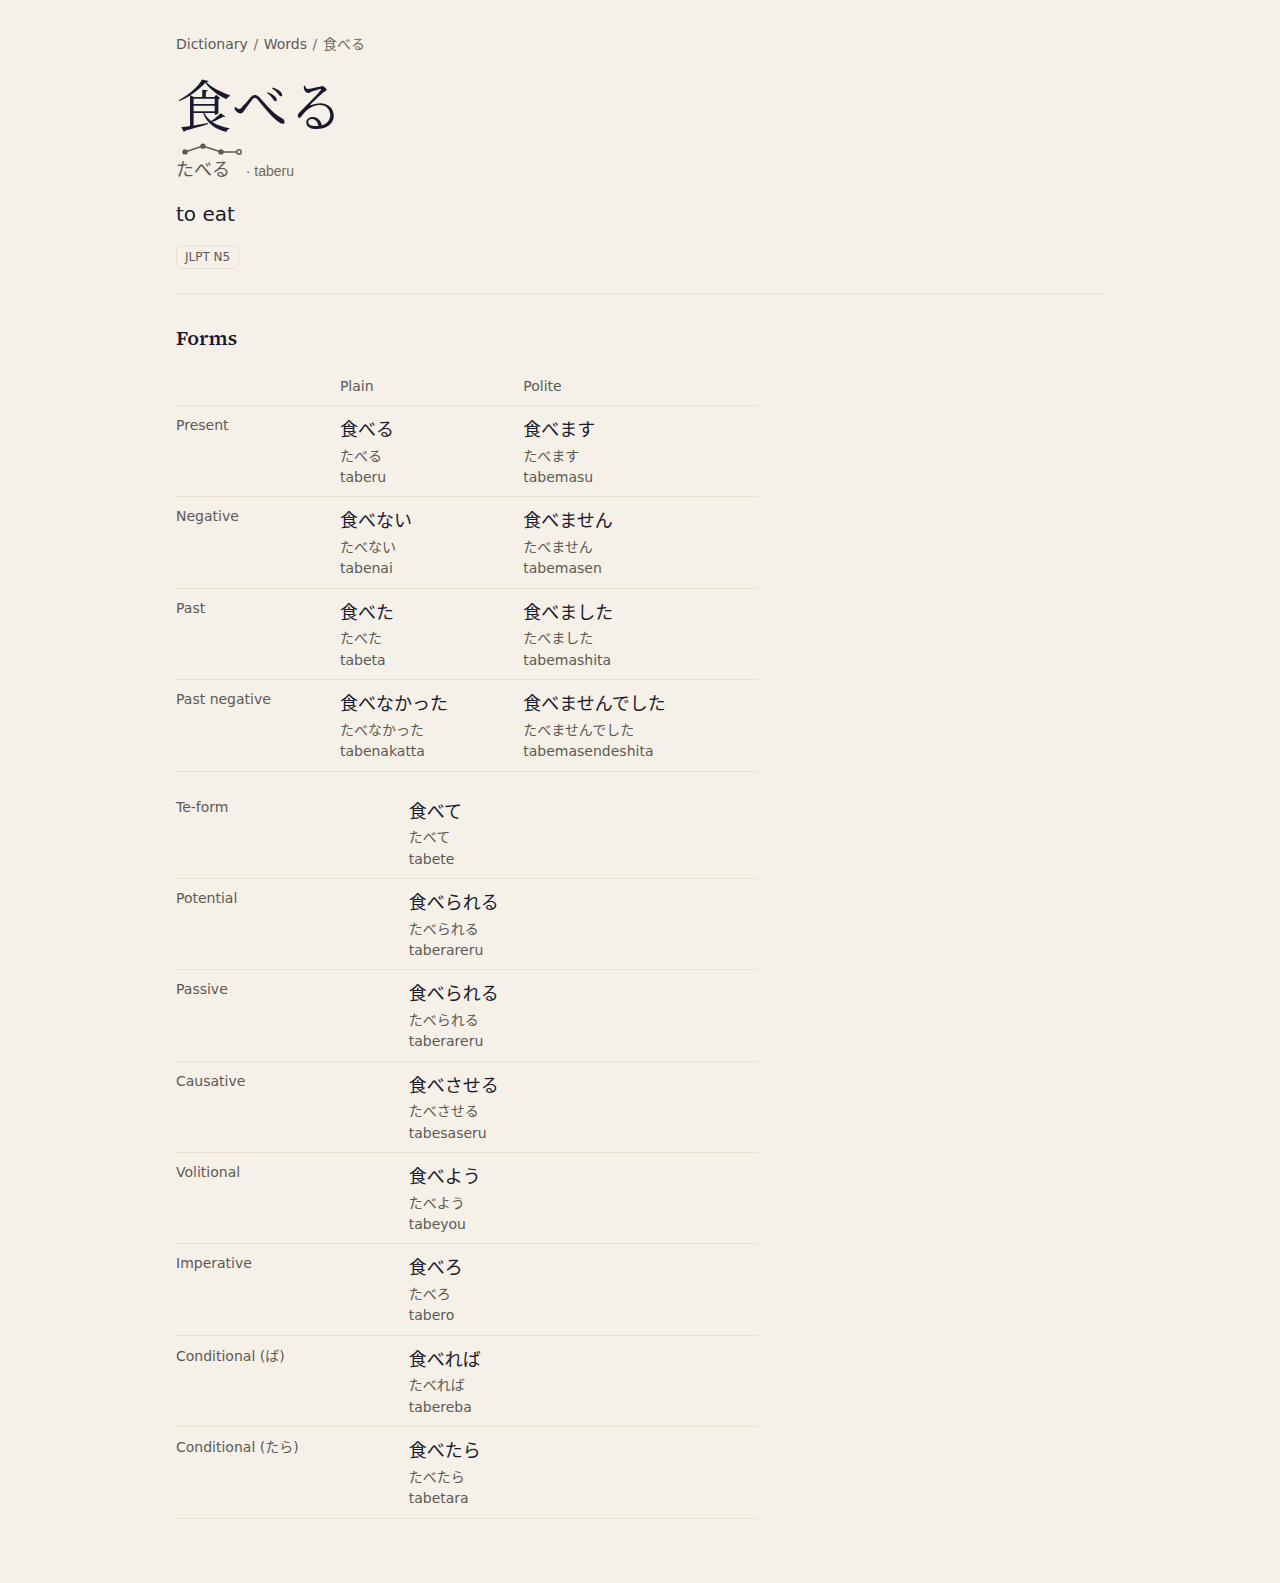 Dictionary / Words / 食べる
食べる
たべる · taberu
to eat
JLPT N5
Forms
Plain Polite
Present 食べる 食べます
たべる たべます
taberu tabemasu
Negative 食べない 食べません
たべない たべません
tabenai tabemasen
Past 食べた 食べました
たべた たべました
tabeta tabemashita
Past negative 食べなかった 食べませんでした
たべなかった たべませんでした
tabenakatta tabemasendeshita
Te-form 食べて
たべて
tabete
Potential 食べられる
たべられる
taberareru
Passive 食べられる
たべられる
taberareru
Causative 食べさせる
たべさせる
tabesaseru
Volitional 食べよう
たべよう
tabeyou
Imperative 食べろ
たべろ
tabero
Conditional (ば) 食べれば
たべれば
tabereba
Conditional (たら) 食べたら
たべたら
tabetara